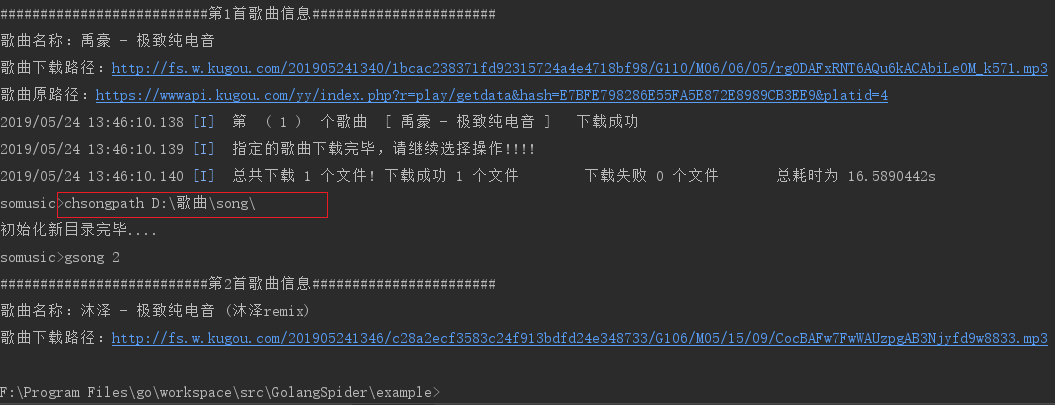 ##########################第1首歌曲信息#######################
歌曲名称：禹豪 - 极致纯电音
歌曲下载路径：http://fs.w.kugou.com/201905241340/1bcac238371fd92315724a4e4718bf98/G110/M06/06/05/rgODAFxRNT6AQu6kACAbiLe0M_k571.mp3
歌曲原路径：https://wwwapi.kugou.com/yy/index.php?r=play/getdata&hash=E7BFE798286E55FA5E872E8989CB3EE9&platid=4
2019/05/24 13:46:10.138 [I]  第 （ 1 ） 个歌曲 [ 禹豪 - 极致纯电音 ]  下载成功
2019/05/24 13:46:10.139 [I]  指定的歌曲下载完毕，请继续选择操作!!!!
2019/05/24 13:46:10.140 [I]  总共下载 1 个文件! 下载成功 1 个文件  下载失败 0 个文件  总耗时为 16.5890442s
somusic>chsongpath D:\歌曲\song\
初始化新目录完毕....
somusic>gsong 2
##########################第2首歌曲信息#######################
歌曲名称：沐泽 - 极致纯电音 (沐泽remix)
歌曲下载路径：http://fs.w.kugou.com/201905241346/c28a2ecf3583c24f913bdfd24e348733/G106/M05/15/09/CocBAFw7FwWAUzpgAB3Njyfd9w8833.mp3
F:\Program Files\go\workspace\src\GolangSpider\example>